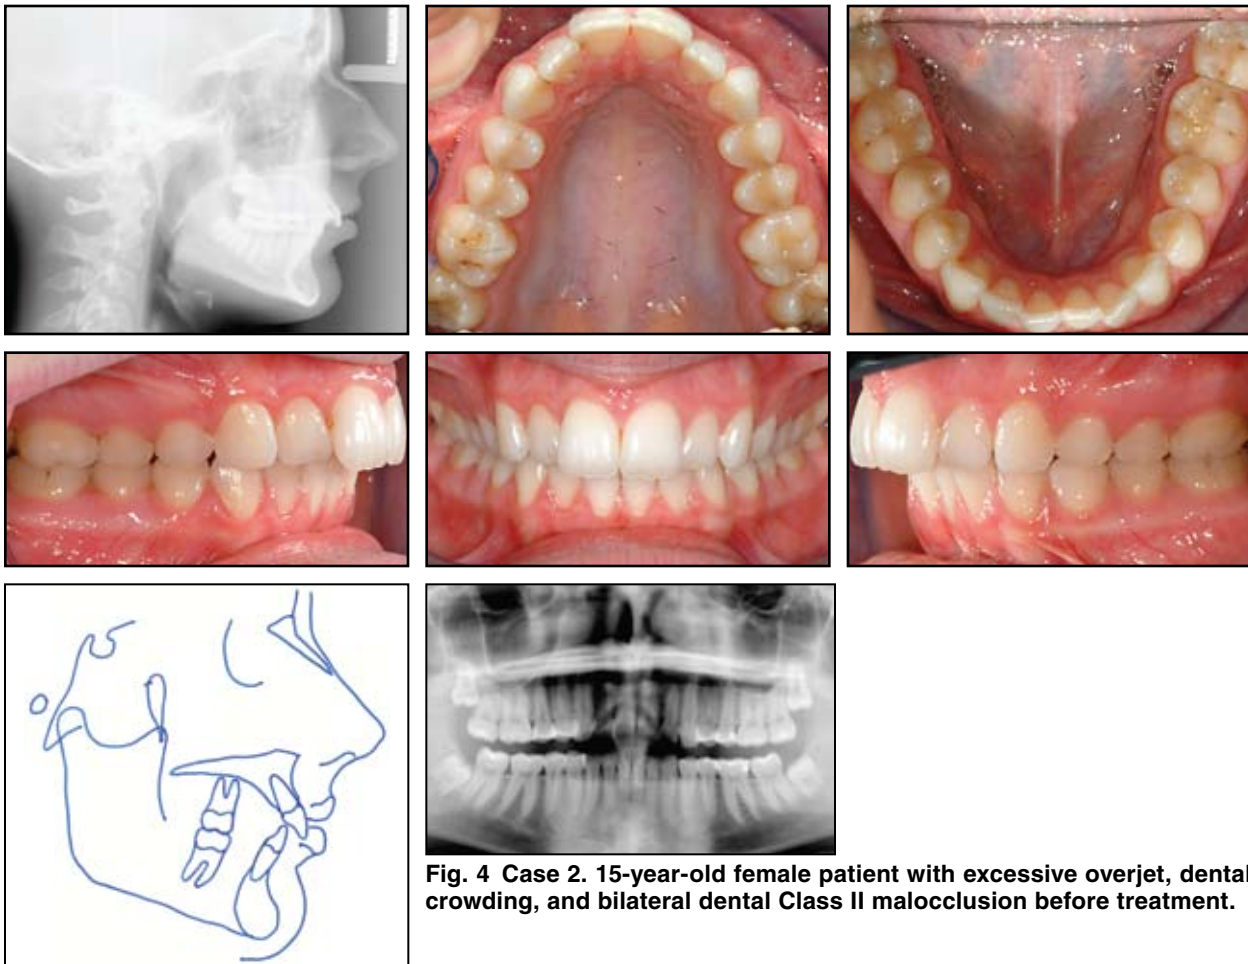 Fig. 4 Case 2. 15-year-old female patient with excessive overjet, dental
crowding, and bilateral dental Class II malocclusion before treatment.